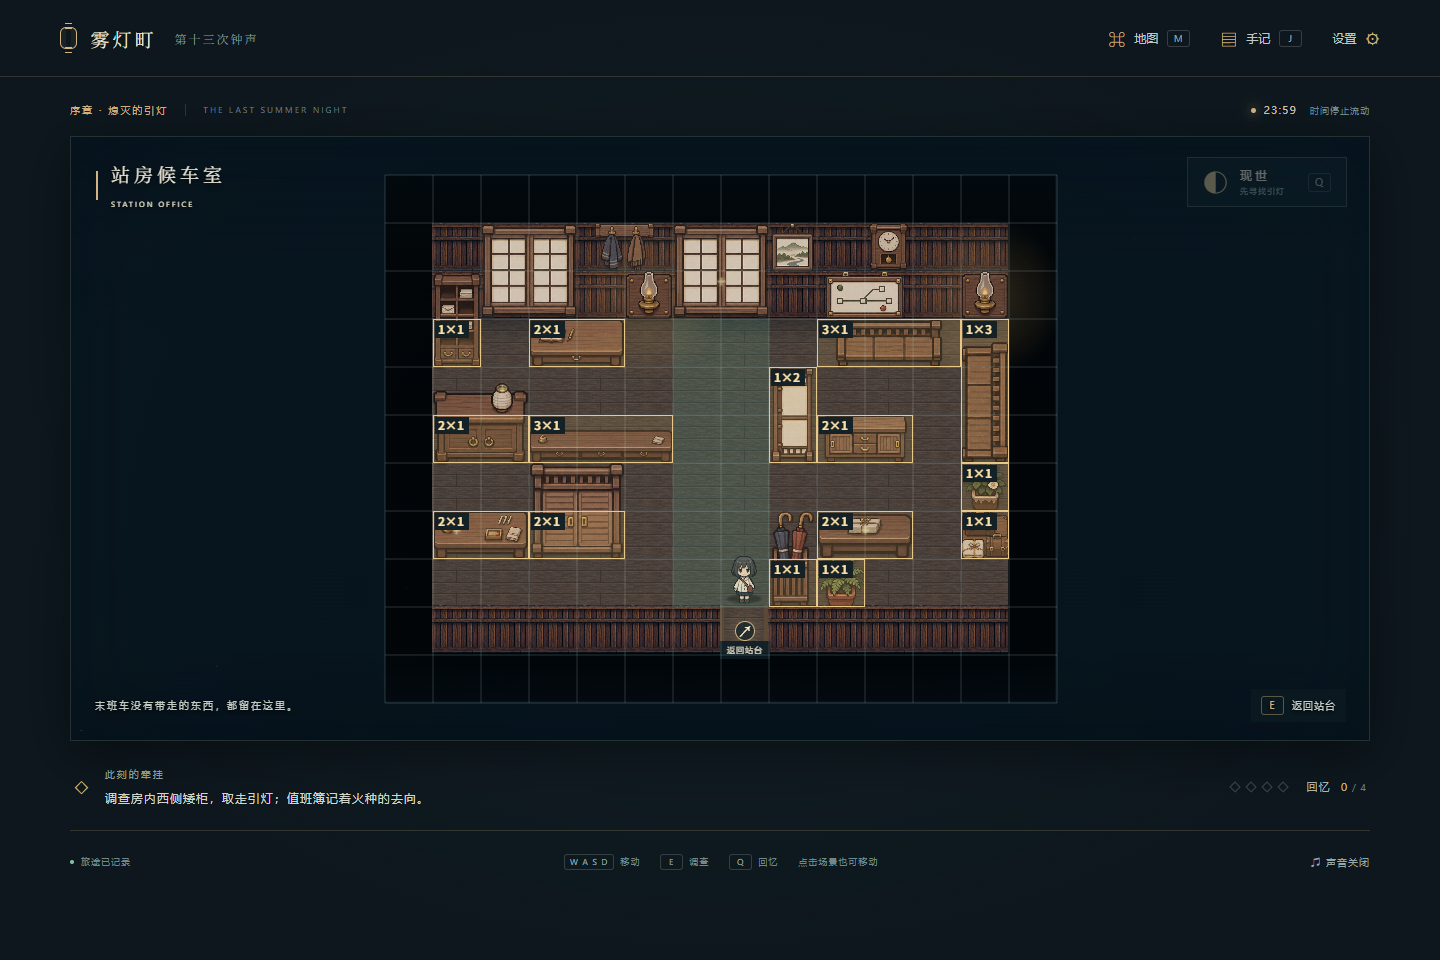 雾灯町 第十三次钟声
地图 M 手记 J 设置
序章 · 熄灭的引灯 THE LAST SUMMER NIGHT
23:59 时间停止流动
站房候车室
STATION OFFICE
现世 Q
先寻找引灯
1×1 2×1 3×1 1×3
1×2
2×1 3×1 2×1
1×1
2×1 2×1 2×1 1×1
1×1 1×1
返回站台
末班车没有带走的东西，都留在这里。
E 返回站台
此刻的牵挂
调查房内西侧矮柜，取走引灯；值班簿记着火种的去向。
回忆 0 / 4
旅途已记录
WASD 移动 E 调查 Q 回忆 点击场景也可移动
声音关闭